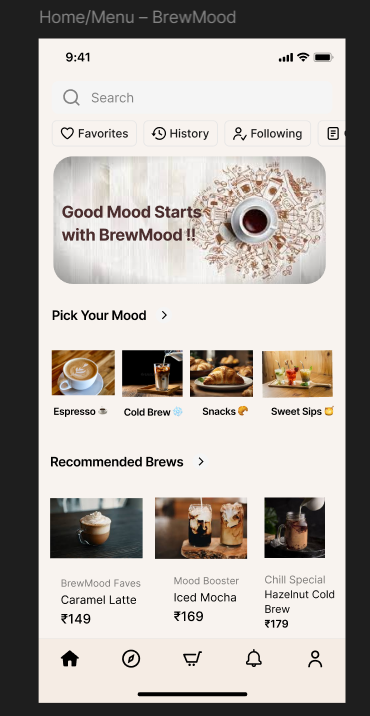 Home/Menu – BrewMood
9:41
Search
Favorites
History
Following
Good Mood Starts
with BrewMood !!
Pick Your Mood
Espresso ☕
Cold Brew ❄️
Snacks 🥐
Sweet Sips 🍹
Recommended Brews
BrewMood Faves
Caramel Latte
₹149
Mood Booster
Iced Mocha
₹169
Chill Special
Hazelnut Cold
Brew
₹179